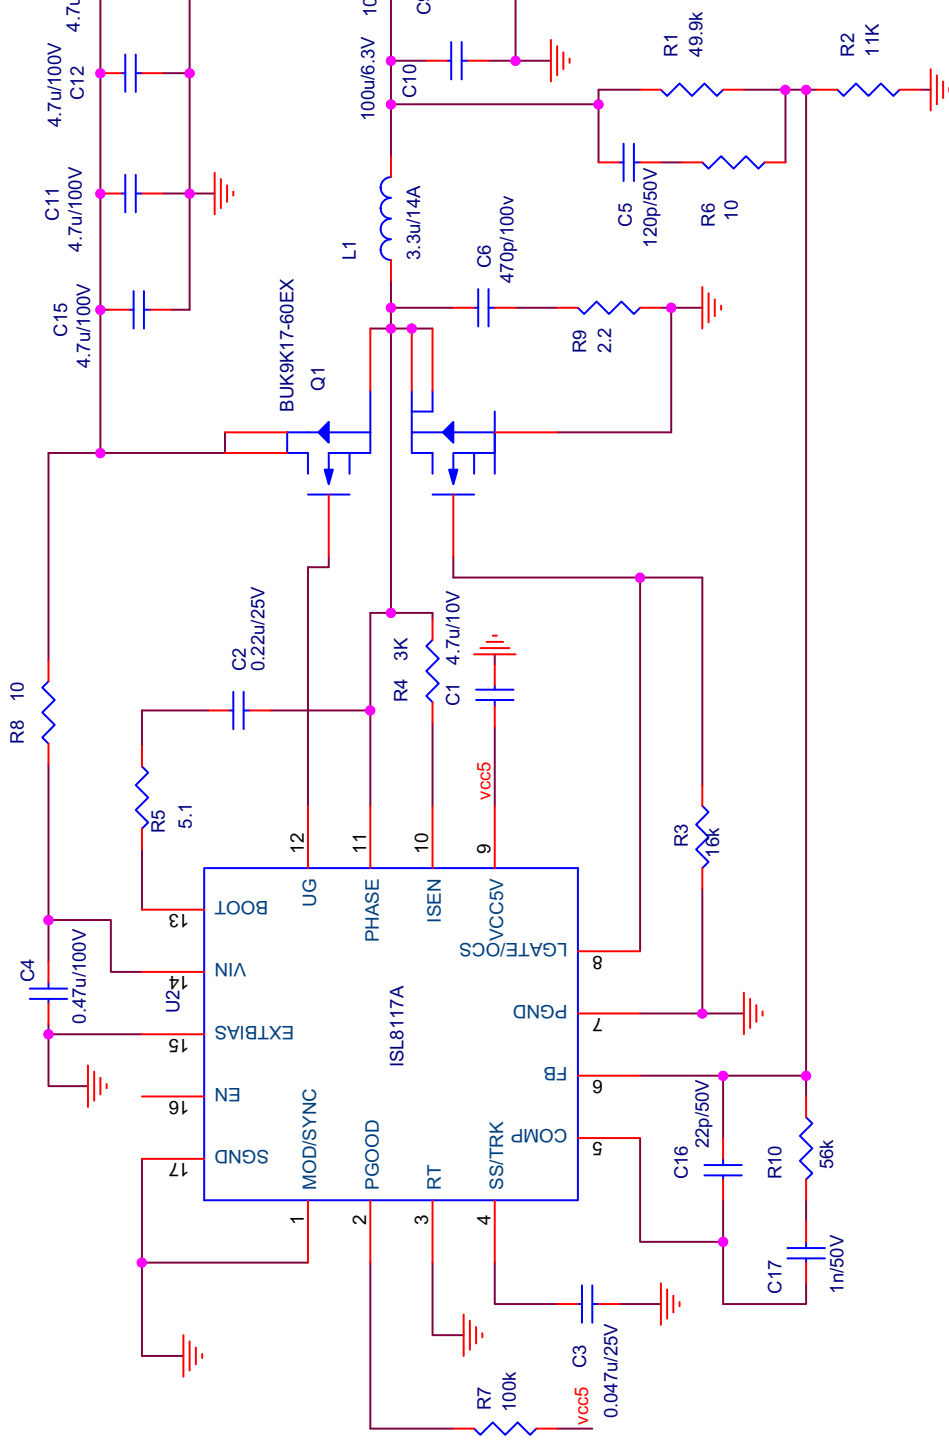 4.7u
C12
4.7u/100V
C11
4.7u/100V
C15
4.7u/100V
10
100u/6.3V
C10
R1
49.9k
R2
11K
C5
120p/50V
R6
10
L1
3.3u/14A
C6
470p/100v
R9
2.2
BUK9K17-60EX
Q1
R8 10
C2
0.22u/25V
R4 3K
C1 4.7u/10V
vcc5
R5
5.1
R3
16k
C4
0.47u/100V
U2
ISL8117A
12
UG
11
PHASE
10
ISEN
9
VCC5V
13
BOOT
14
VIN
15
EXTBIAS
16
EN
17
SGND
8
LGATE/OCS
7
PGND
6
FB
5
COMP
1
MOD/SYNC
2
PGOOD
3
RT
4
SS/TRK
C16
22p/50V
R10
56k
C17
1n/50V
C3
0.047u/25V
R7
100k
vcc5